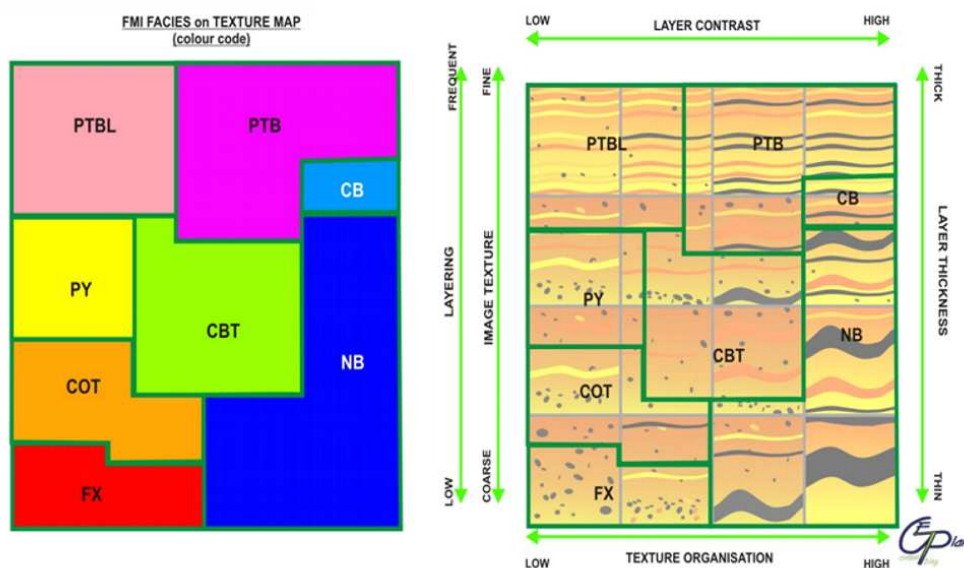 FMI FACIES on TEXTURE MAP
(colour code)
PTBL
PTB
CB
PY
CBT
NB
COT
FX
FREQUENT
LAYERING
LOW
FINE
IMAGE TEXTURE
COARSE
LOW
LAYER CONTRAST
HIGH
PTBL
PTB
CB
PY
CBT
NB
COT
FX
THICK
LAYER THICKNESS
THIN
LOW
TEXTURE ORGANISATION
HIGH